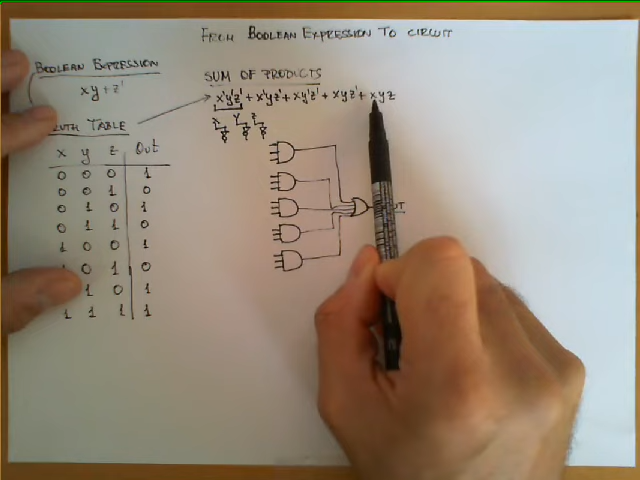 FROM BOOLEAN EXPRESSION TO CIRCUIT
BOOLEAN EXPRESSION
xy+z'
SUM OF PRODUCTS
x'y'z' + x'yz' + xy'z' + xyz' + xyz
TABLE
x y z
x y z Out
0 0 0 1
0 0 1 0
0 1 0 1
0 1 1 0
1 0 0 1
0 1 0
1 0 1
1 1 1 1